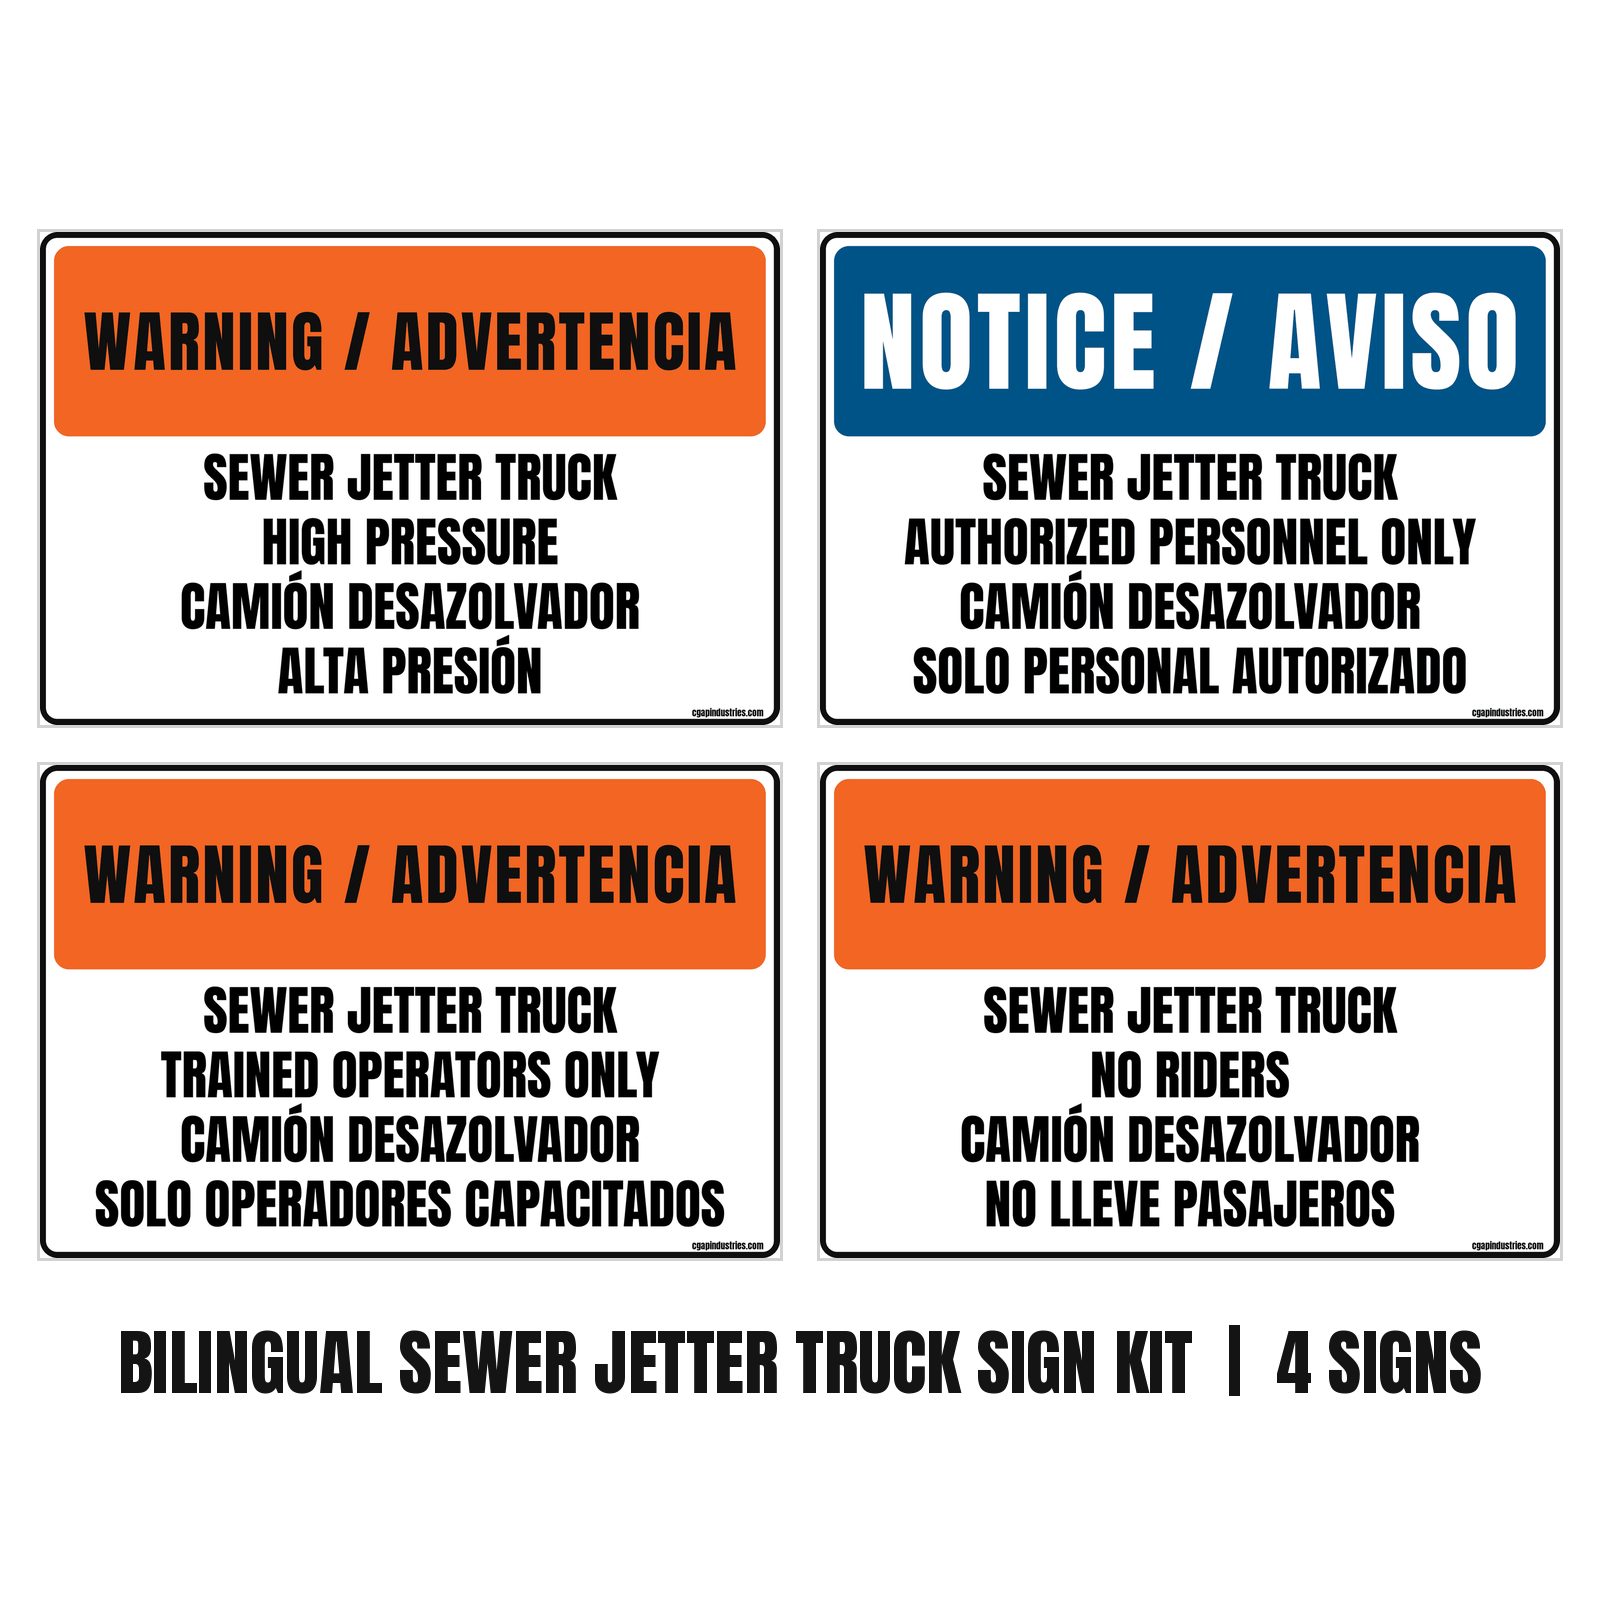 WARNING / ADVERTENCIA
SEWER JETTER TRUCK
HIGH PRESSURE
CAMIÓN DESAZOLVADOR
ALTA PRESIÓN
cgapindustries.com
NOTICE / AVISO
SEWER JETTER TRUCK
AUTHORIZED PERSONNEL ONLY
CAMIÓN DESAZOLVADOR
SOLO PERSONAL AUTORIZADO
cgapindustries.com
WARNING / ADVERTENCIA
SEWER JETTER TRUCK
TRAINED OPERATORS ONLY
CAMIÓN DESAZOLVADOR
SOLO OPERADORES CAPACITADOS
cgapindustries.com
WARNING / ADVERTENCIA
SEWER JETTER TRUCK
NO RIDERS
CAMIÓN DESAZOLVADOR
NO LLEVE PASAJEROS
cgapindustries.com
BILINGUAL SEWER JETTER TRUCK SIGN KIT | 4 SIGNS